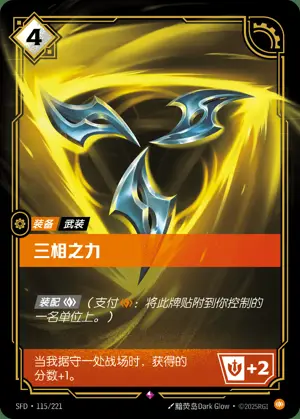 4
装备 武装
三相之力
装配 (支付 : 将此牌贴附到你控制的
一名单位上。)
当我据守一处战场时,获得的
分数+1。
+2
SFD • 115/221
黯荧岛Dark Glow • ©2025RGI